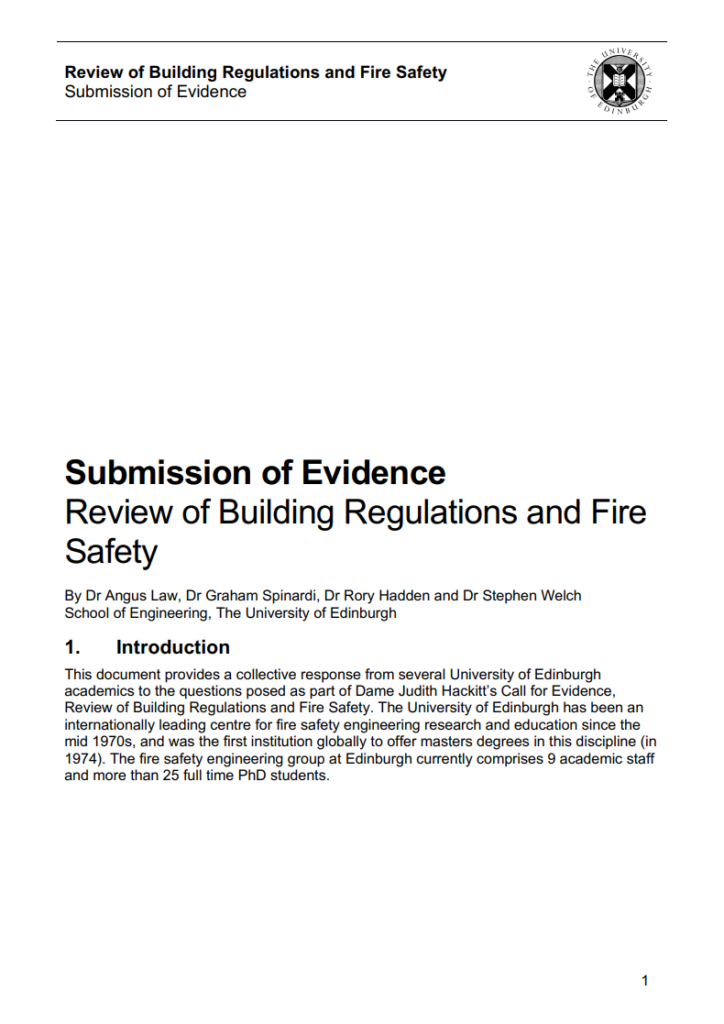 Review of Building Regulations and Fire Safety
Submission of Evidence
THE UNIVERSITY OF EDINBURGH
Submission of Evidence
Review of Building Regulations and Fire
Safety
By Dr Angus Law, Dr Graham Spinardi, Dr Rory Hadden and Dr Stephen Welch
School of Engineering, The University of Edinburgh
1. Introduction
This document provides a collective response from several University of Edinburgh
academics to the questions posed as part of Dame Judith Hackitt’s Call for Evidence,
Review of Building Regulations and Fire Safety. The University of Edinburgh has been an
internationally leading centre for fire safety engineering research and education since the
mid 1970s, and was the first institution globally to offer masters degrees in this discipline (in
1974). The fire safety engineering group at Edinburgh currently comprises 9 academic staff
and more than 25 full time PhD students.
1